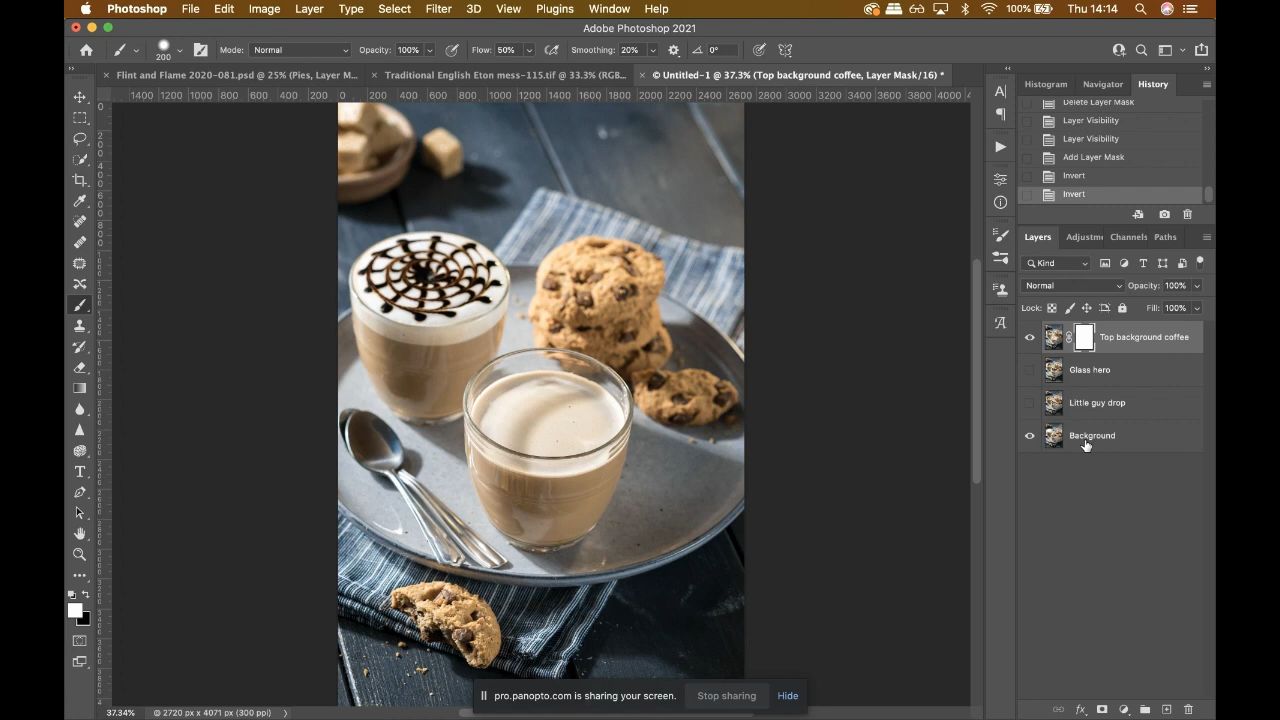 Photoshop File Edit Image Layer Type Select Filter 3D View Plugins Window Help 100% Thu 14:14
Adobe Photoshop 2021
200 Mode: Normal Opacity: 100% Flow: 50% Smoothing: 20% 0°
× Flint and Flame 2020-081.psd @ 25% (Pies, Layer M... × Traditional English Eton mess-115.tif @ 33.3% (RGB... × © Untitled-1 @ 37.3% (Top background coffee, Layer Mask/16) *
1400 1200 1000 800 600 400 200 0 200 400 600 800 1000 1200 1400 1600 1800 2000 2200 2400 2600 2800 3000 3200 3400 3600 3800 4000 4
Histogram Navigator History
Delete Layer Mask
Layer Visibility
Layer Visibility
Add Layer Mask
Invert
Invert
Layers Adjustm Channels Paths
Kind
Normal Opacity: 100%
Lock: Fill: 100%
Top background coffee
Glass hero
Little guy drop
Background
pro.panopto.com is sharing your screen. Stop sharing Hide
37.34% © 2720 px x 4071 px (300 ppi)